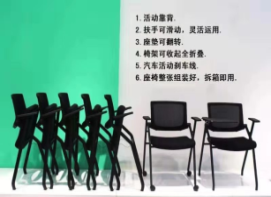 1. 活动靠背.
2. 扶手可滑动，灵活运用.
3. 座垫可翻转.
4. 椅架可收起全折叠.
5. 汽车活动刹车线.
6. 座椅整张组装好，拆箱即用.